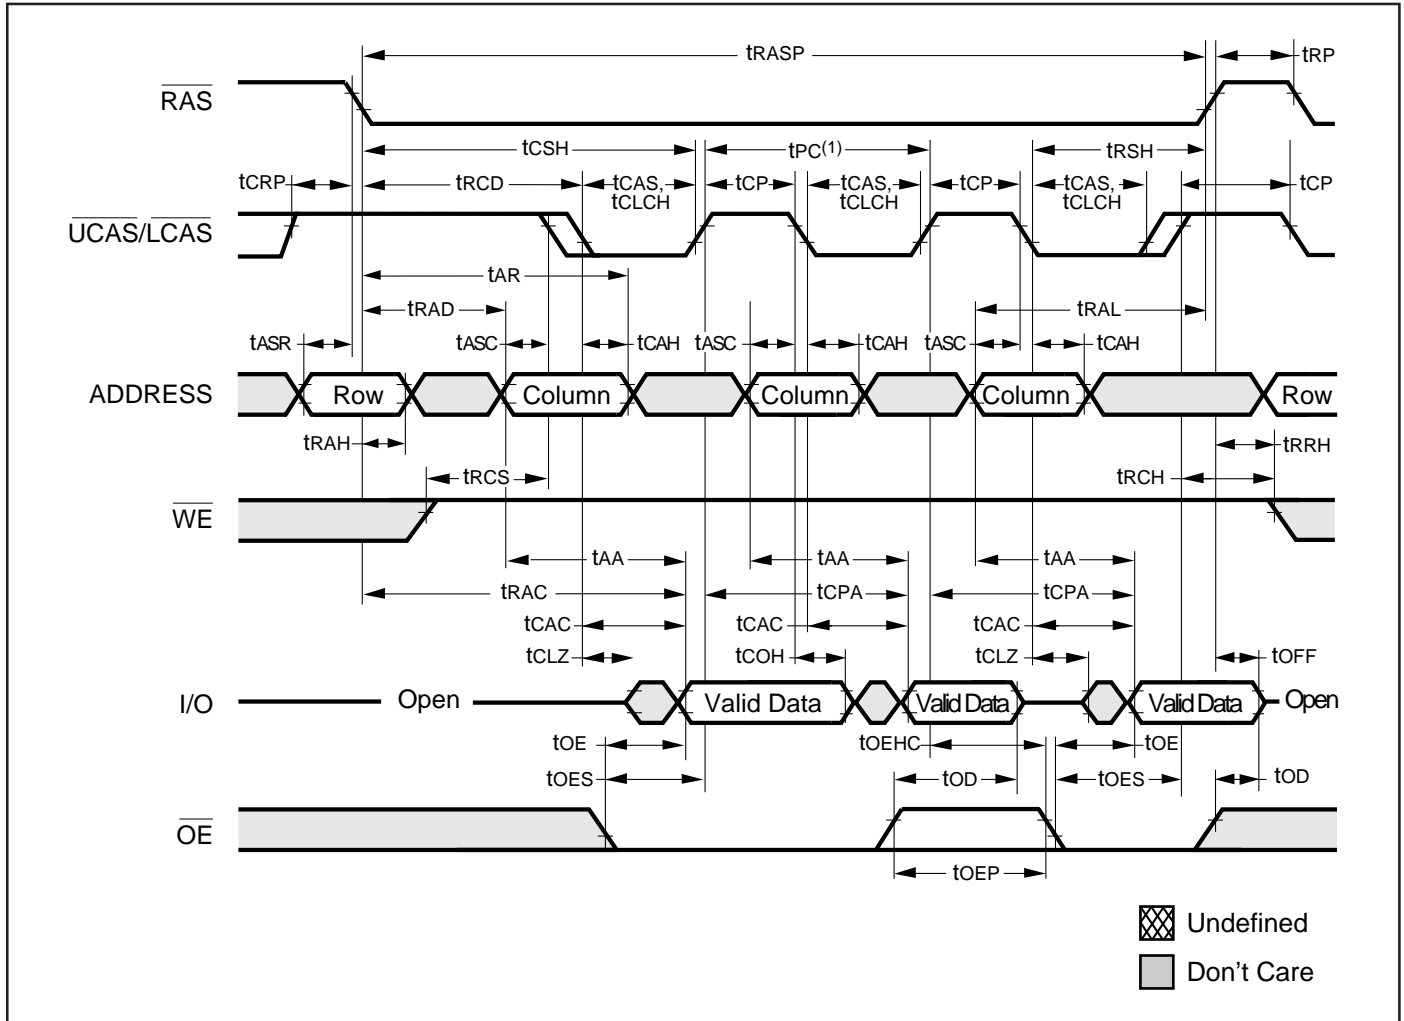 tRASP
tRP
RAS
tCSH
tPC(1)
tRSH
tCRP
tRCD
tCAS,
tCLCH
tCP
tCAS,
tCLCH
tCP
tCAS,
tCLCH
tCP
UCAS/LCAS
tAR
tRAD
tRAL
tASR
tASC
tCAH
tASC
tCAH
tASC
tCAH
ADDRESS
Row
Column
Column
Column
Row
tRAH
tRRH
tRCS
tRCH
WE
tAA
tAA
tAA
tRAC
tCPA
tCPA
tCAC
tCAC
tCAC
tCLZ
tCOH
tCLZ
tOFF
I/O
Open
Valid Data
Valid Data
Valid Data
Open
tOE
tOEHC
tOE
tOES
tOD
tOES
tOD
OE
tOEP
Undefined
Don't Care